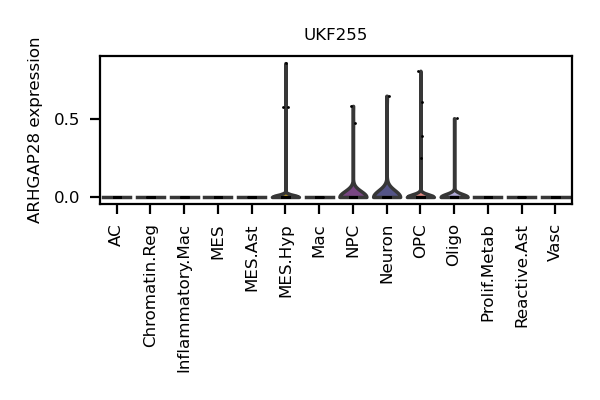 UKF255
ARHGAP28 expression
0.5
0.0
AC
Chromatin.Reg
Inflammatory.Mac
MES
MES.Ast
MES.Hyp
Mac
NPC
Neuron
OPC
Oligo
Prolif.Metab
Reactive.Ast
Vasc